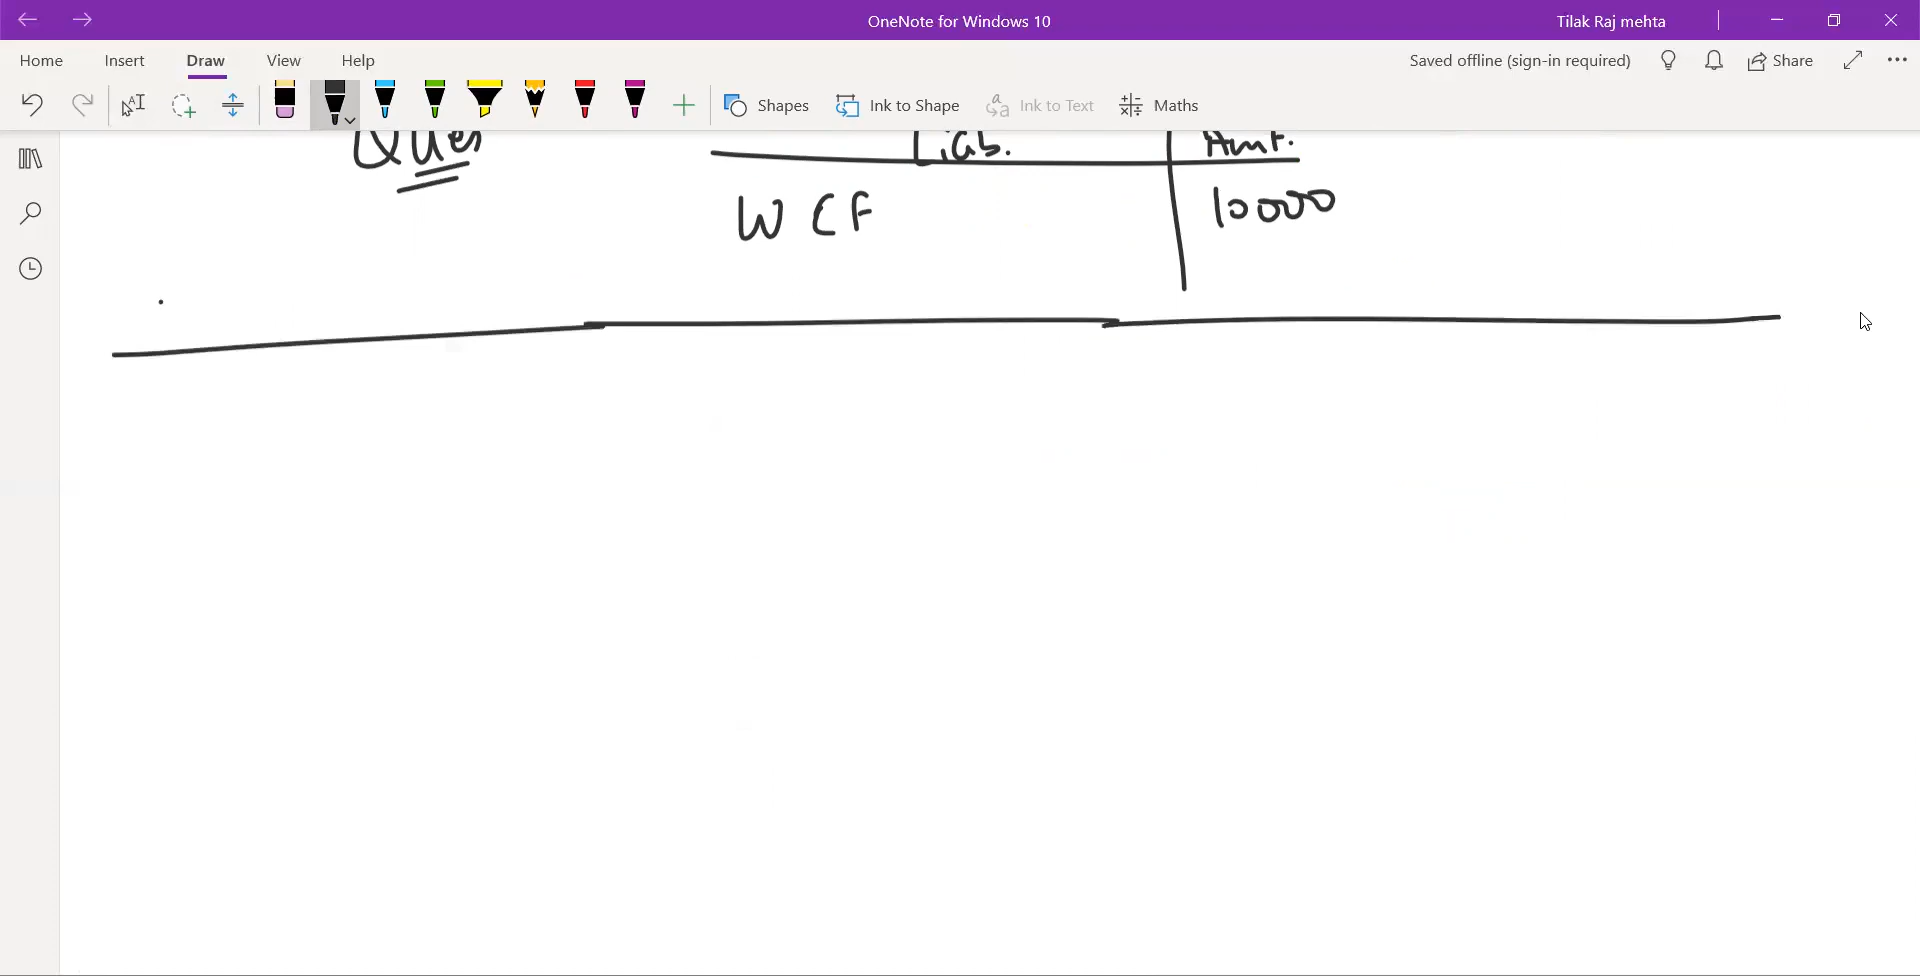 OneNote for Windows 10
Tilak Raj mehta
Home Insert Draw View Help
Saved offline (sign-in required) Share
Shapes Ink to Shape Ink to Text Maths
Ques Liab. Amt.
WCF 10000